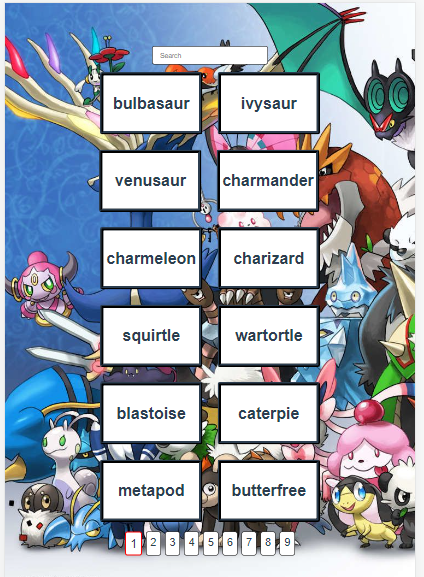 Search
bulbasaur ivysaur
venusaur charmander
charmeleon charizard
squirtle wartortle
blastoise caterpie
metapod butterfree
1 2 3 4 5 6 7 8 9